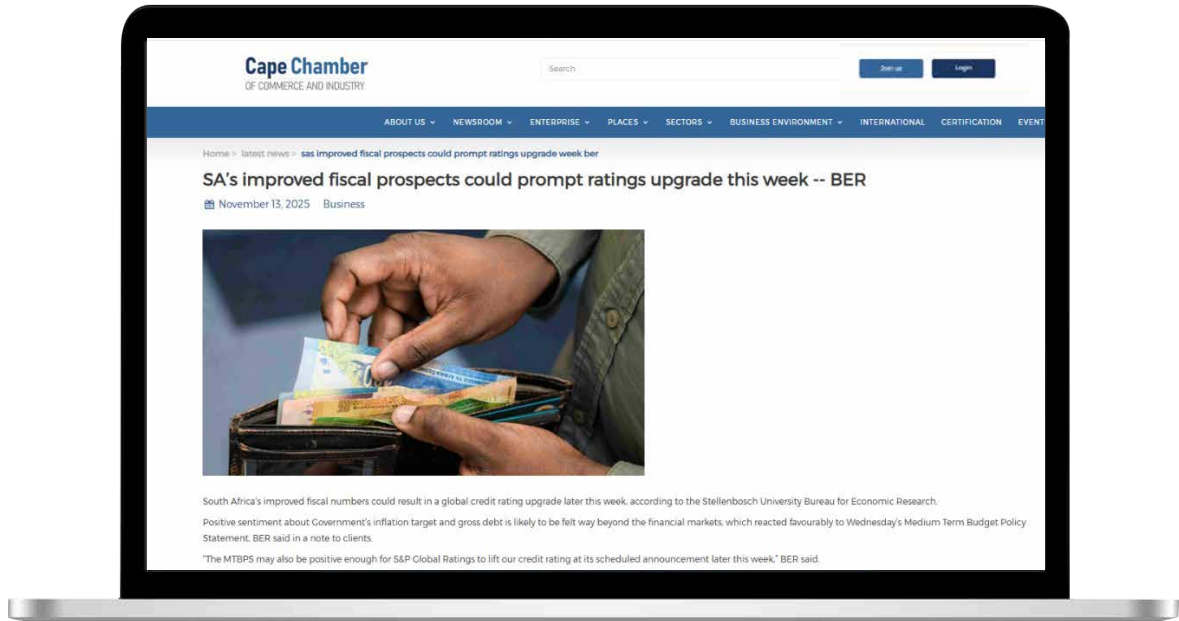 Cape Chamber
OF COMMERCE AND INDUSTRY
Search
Join us
Login
ABOUT US
NEWSROOM
ENTERPRISE
PLACES
SECTORS
BUSINESS ENVIRONMENT
INTERNATIONAL
CERTIFICATION
EVENT
Home > latest news > sas improved fiscal prospects could prompt ratings upgrade week ber
SA's improved fiscal prospects could prompt ratings upgrade this week -- BER
November 13, 2025 Business
South Africa's improved fiscal numbers could result in a global credit rating upgrade later this week, according to the Stellenbosch University Bureau for Economic Research.
Positive sentiment about Government's inflation target and gross debt is likely to be felt way beyond the financial markets, which reacted favourably to Wednesday's Medium Term Budget Policy
Statement, BER said in a note to clients.
"The MTBPS may also be positive enough for S&P Global Ratings to lift our credit rating at its scheduled announcement later this week," BER said.